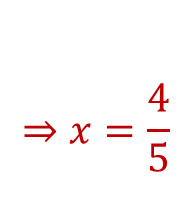 ⇒ x = 4/5